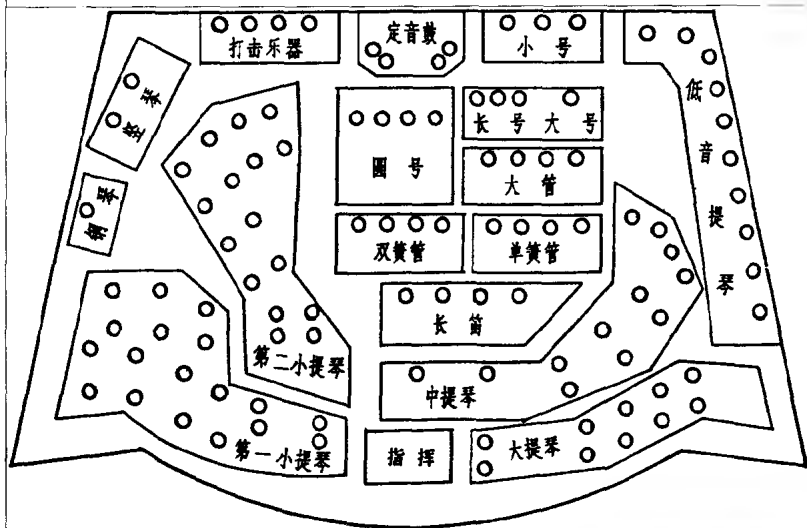 打击乐器
定音鼓
小号
竖琴
低音提琴
长号 大号
圆号
大管
钢琴
双簧管
单簧管
长笛
第二小提琴
中提琴
第一小提琴
指挥
大提琴